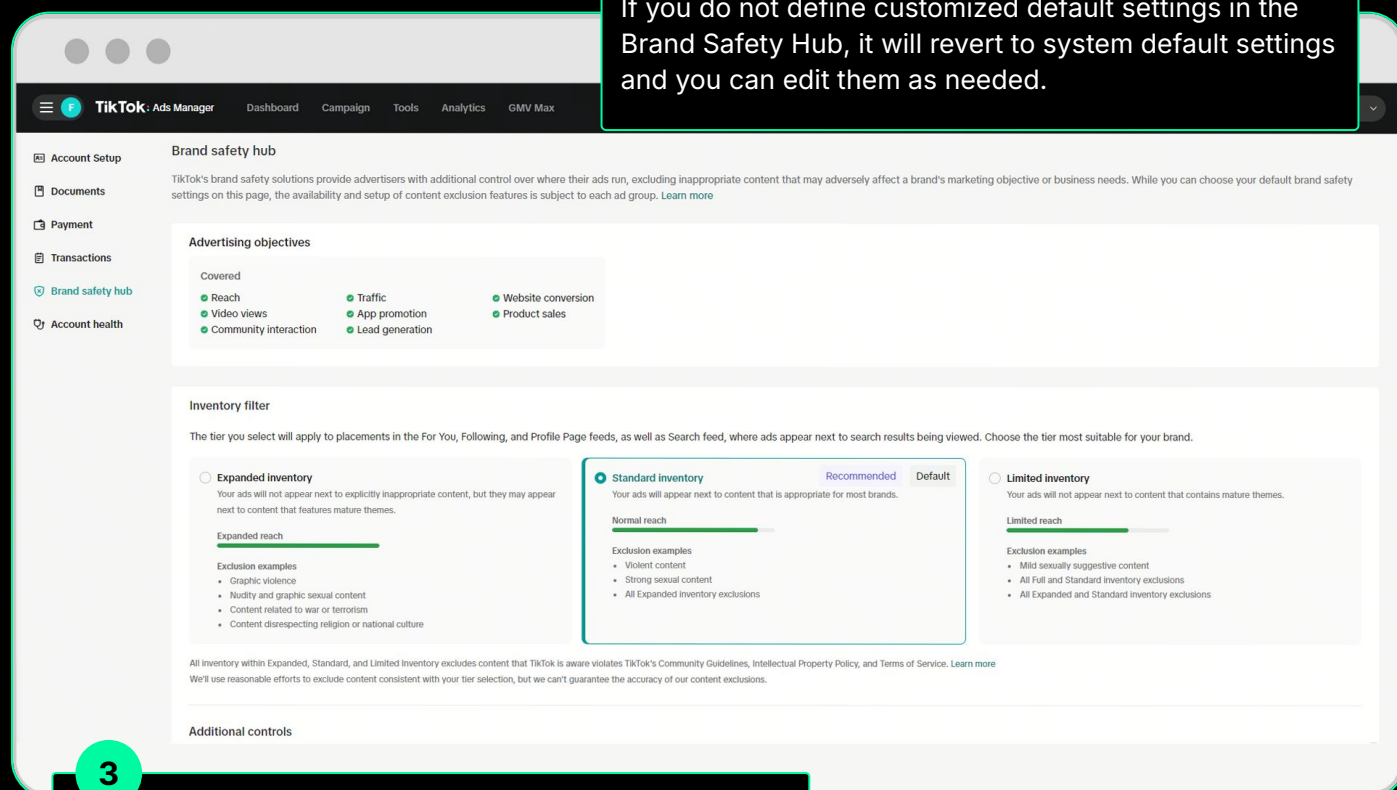 If you do not define customized default settings in the
Brand Safety Hub, it will revert to system default settings
and you can edit them as needed.
F TikTok: Ads Manager Dashboard Campaign Tools Analytics GMV Max
Account Setup
Documents
Payment
Transactions
Brand safety hub
Account health
Brand safety hub
TikTok's brand safety solutions provide advertisers with additional control over where their ads run, excluding inappropriate content that may adversely affect a brand's marketing objective or business needs. While you can choose your default brand safety
settings on this page, the availability and setup of content exclusion features is subject to each ad group. Learn more
Advertising objectives
Covered
Reach Traffic Website conversion
Video views App promotion Product sales
Community interaction Lead generation
Inventory filter
The tier you select will apply to placements in the For You, Following, and Profile Page feeds, as well as Search feed, where ads appear next to search results being viewed. Choose the tier most suitable for your brand.
Expanded inventory
Your ads will not appear next to explicitly inappropriate content, but they may appear
next to content that features mature themes.
Expanded reach
Exclusion examples
• Graphic violence
• Nudity and graphic sexual content
• Content related to war or terrorism
• Content disrespecting religion or national culture
Standard inventory Recommended Default
Your ads will appear next to content that is appropriate for most brands.
Normal reach
Exclusion examples
• Violent content
• Strong sexual content
• All Expanded inventory exclusions
Limited inventory
Your ads will not appear next to content that contains mature themes.
Limited reach
Exclusion examples
• Mild sexually suggestive content
• All Full and Standard inventory exclusions
• All Expanded and Standard inventory exclusions
All inventory within Expanded, Standard, and Limited Inventory excludes content that TikTok is aware violates TikTok's Community Guidelines, Intellectual Property Policy, and Terms of Service. Learn more
We'll use reasonable efforts to exclude content consistent with your tier selection, but we can't guarantee the accuracy of our content exclusions.
Additional controls
3